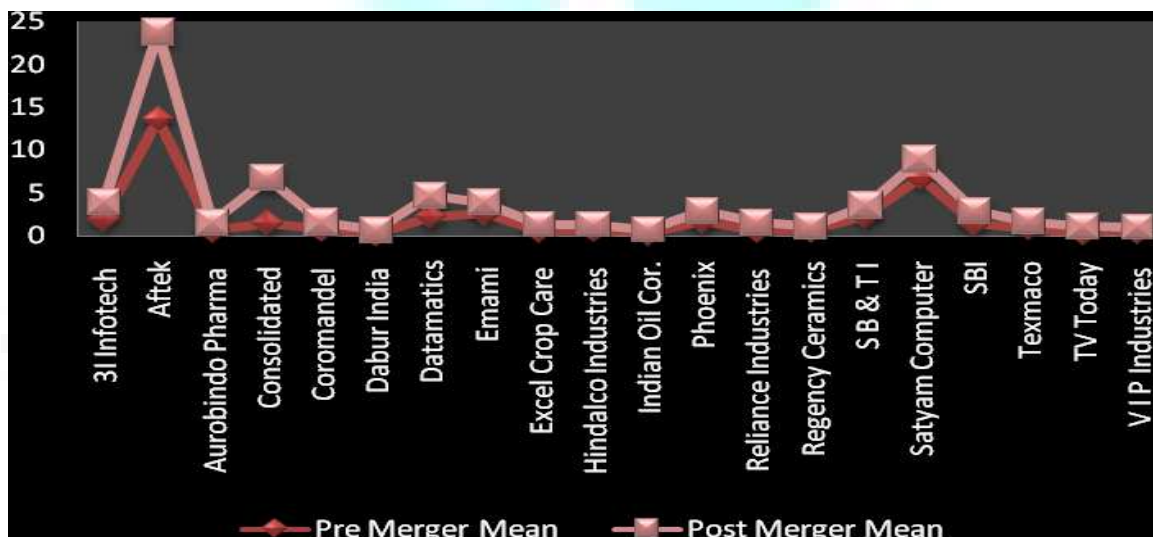 25
20
15
10
5
0
3I Infotech
Aftek
Aurobindo Pharma
Consolidated
Coromandel
Dabur India
Datamatics
Emami
Excel Crop Care
Hindalco Industries
Indian Oil Cor.
Phoenix
Reliance Industries
Regency Ceramics
S B & T I
Satyam Computer
SBI
Texmaco
TV Today
V I P Industries
Pre Merger Mean
Post Merger Mean